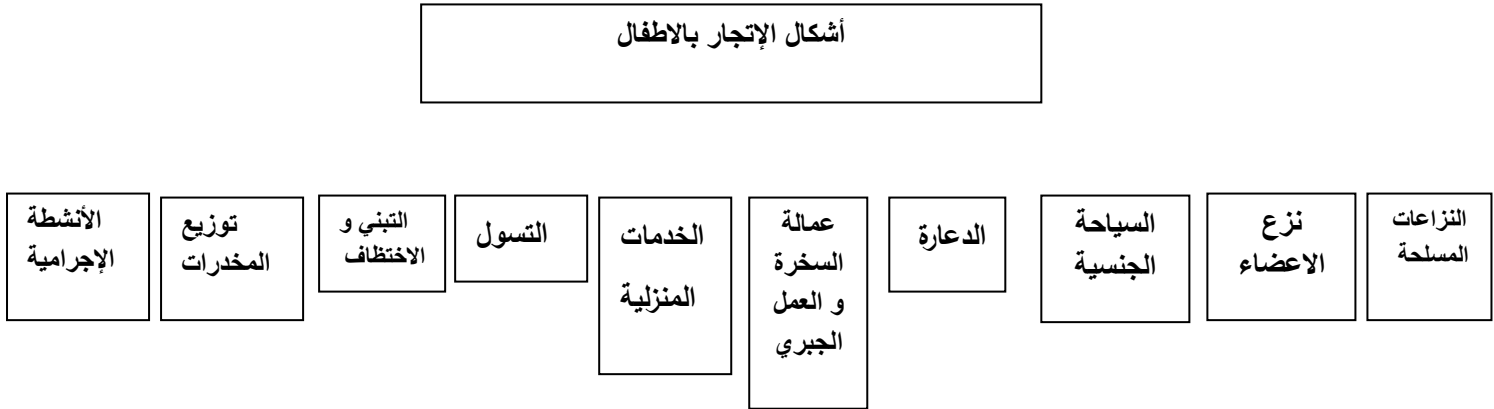 أشكال الإتجار بالاطفال
النزاعات
المسلحة
نزع
الاعضاء
السياحة
الجنسية
الدعارة
عمالة
السخرة
و العمل
الجبري
الخدمات
المنزلية
التسول
التبني و
الاختظاف
توزيع
المخدرات
الأنشطة
الإجرامية